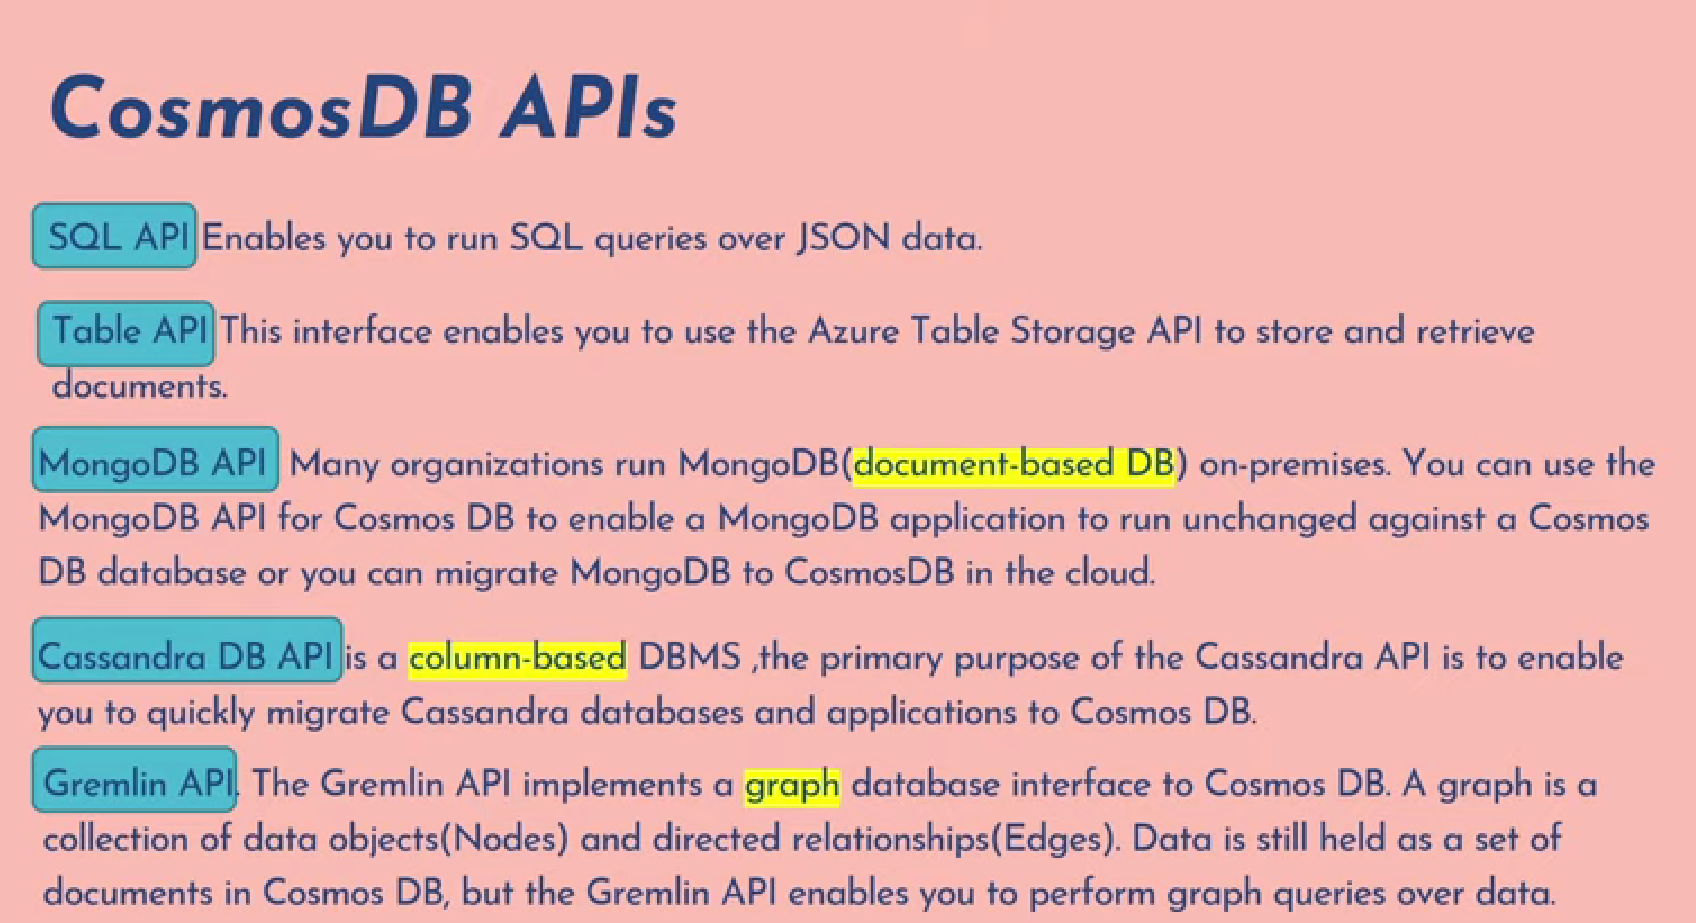 CosmosDB APIs
SQL API Enables you to run SQL queries over JSON data.
Table API This interface enables you to use the Azure Table Storage API to store and retrieve
documents.
MongoDB API Many organizations run MongoDB(document-based DB) on-premises. You can use the
MongoDB API for Cosmos DB to enable a MongoDB application to run unchanged against a Cosmos
DB database or you can migrate MongoDB to CosmosDB in the cloud.
Cassandra DB API is a column-based DBMS ,the primary purpose of the Cassandra API is to enable
you to quickly migrate Cassandra databases and applications to Cosmos DB.
Gremlin API. The Gremlin API implements a graph database interface to Cosmos DB. A graph is a
collection of data objects(Nodes) and directed relationships(Edges). Data is still held as a set of
documents in Cosmos DB, but the Gremlin API enables you to perform graph queries over data.